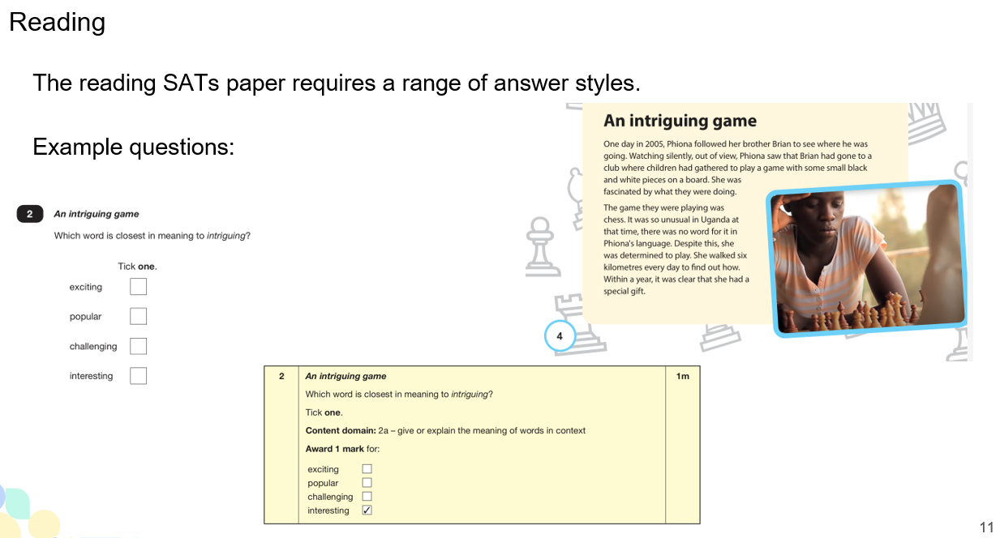 Reading
The reading SATs paper requires a range of answer styles.
Example questions:
2 An intriguing game
Which word is closest in meaning to intriguing?
Tick one.
exciting
popular
challenging
interesting
An intriguing game
One day in 2005, Phiona followed her brother Brian to see where he was
going. Watching silently, out of view, Phiona saw that Brian had gone to a
club where children had gathered to play a game with some small black
and white pieces on a board. She was
fascinated by what they were doing.
The game they were playing was
chess. It was so unusual in Uganda at
that time, there was no word for it in
Phiona's language. Despite this, she
was determined to play. She walked six
kilometres every day to find out how.
Within a year, it was clear that she had a
special gift.
4
2 An intriguing game 1m
Which word is closest in meaning to intriguing?
Tick one.
Content domain: 2a – give or explain the meaning of words in context
Award 1 mark for:
exciting
popular
challenging
interesting ✓
11